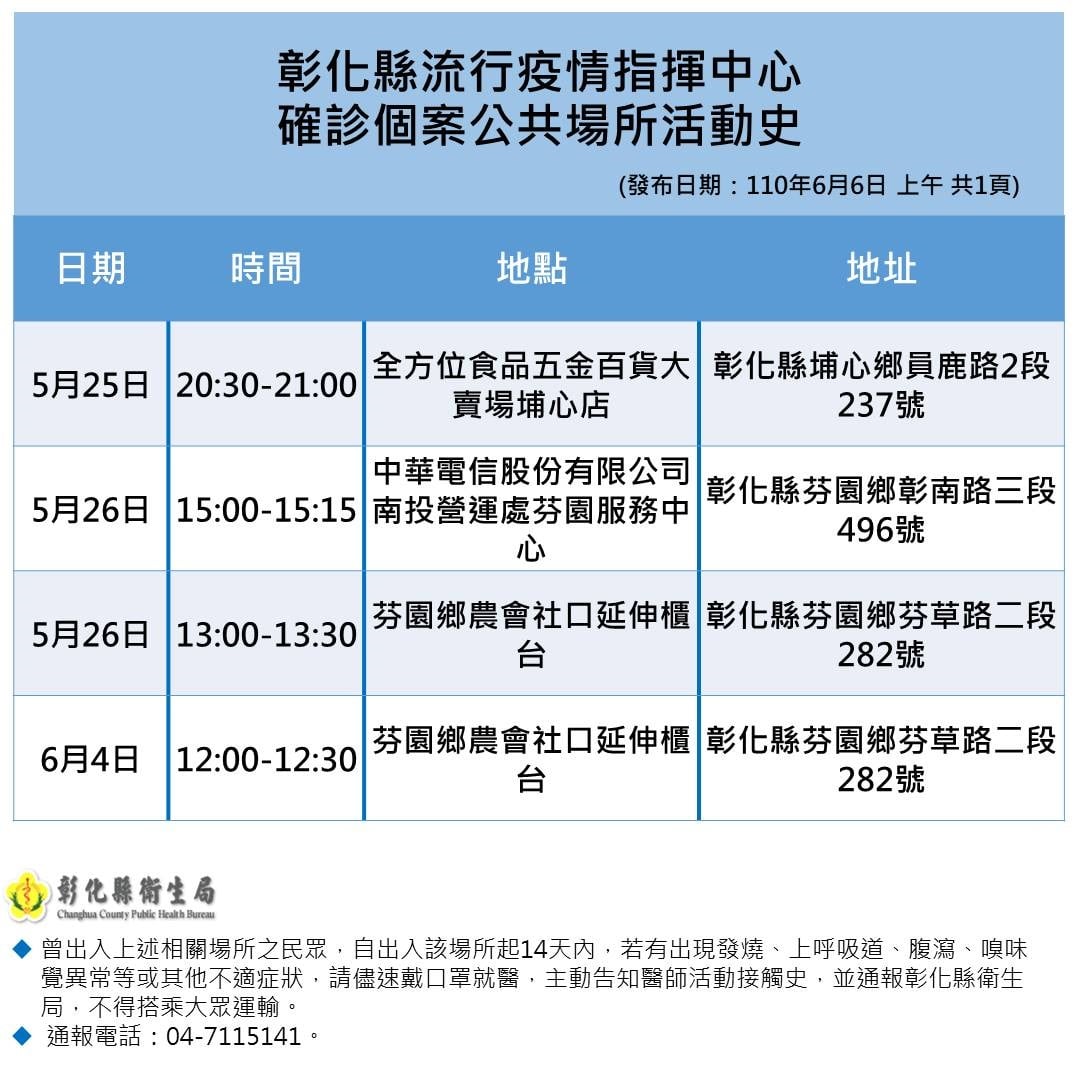 彰化縣流行疫情指揮中心
確診個案公共場所活動史
(發布日期：110年6月6日 上午 共1頁)
日期 時間 地點 地址
5月25日 20:30-21:00 全方位食品五金百貨大
賣場埔心店 彰化縣埔心鄉員鹿路2段
237號
5月26日 15:00-15:15 中華電信股份有限公司
南投營運處芬園服務中
心 彰化縣芬園鄉彰南路三段
496號
5月26日 13:00-13:30 芬園鄉農會社口延伸櫃
台 彰化縣芬園鄉芬草路二段
282號
6月4日 12:00-12:30 芬園鄉農會社口延伸櫃
台 彰化縣芬園鄉芬草路二段
282號
彰化縣衛生局
Changhua County Public Health Bureau
◆ 曾出入上述相關場所之民眾，自出入該場所起14天內，若有出現發燒、上呼吸道、腹瀉、嗅味
覺異常等或其他不適症狀，請儘速戴口罩就醫，主動告知醫師活動接觸史，並通報彰化縣衛生
局，不得搭乘大眾運輸。
◆ 通報電話：04-7115141。